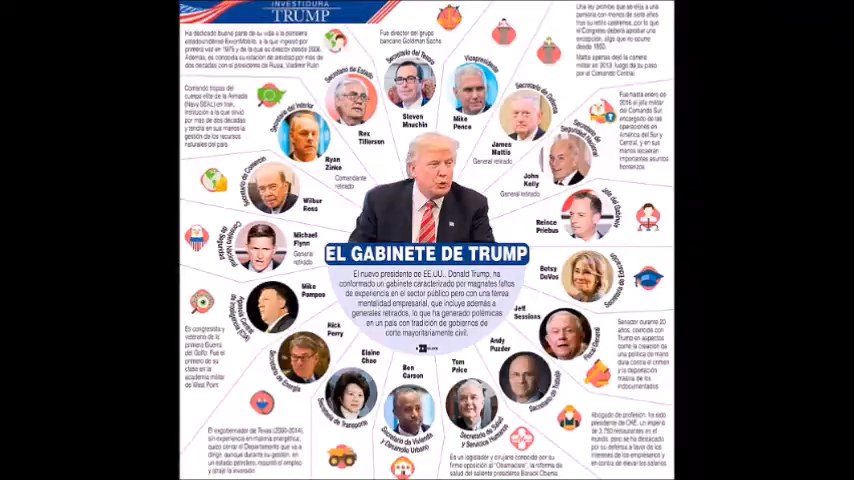 INVESTIDURA
TRUMP
Ha dedicado buena parte de su vida a la petrolera
estadounidense ExxonMobil, a la que ingresó por
primera vez en 1975 y de la que es director desde 2006.
Además, es conocida su relación de amistad por más de
dos décadas con el presidente de Rusia, Vladimir Putin
Fue director del grupo
bancario Goldman Sachs
Una ley prohíbe que se elija a una
persona con menos de siete años
tras su retiro castrense, por lo que
el Congreso deberá aprobar una
excepción, algo que no ocurre
desde 1950.
Mattis apenas dejó la carrera
militar en 2013, luego de su paso
por el Comando Central.
Secretario de Estado
Rex
Tillerson
Secretario del Tesoro
Steven
Mnuchin
Vicepresidente
Mike
Pence
Secretario de Defensa
James
Mattis
General retirado
Comandó tropas del
cuerpo élite de la Armada
(Navy SEAL) en Irak,
institución a la que sirvió
por más de dos décadas
y tendrá en sus manos la
gestión de los recursos
naturales del país
Secretario del Interior
Ryan
Zinke
Comandante
retirado
Secretario de
Seguridad Nacional
John
Kelly
General retirado
Fue hasta enero de
2016 el jefe militar
del Comando Sur,
encargado de las
operaciones en
América del Sur y
Central, y en sus
manos recaerán
importantes asuntos
fronterizos
Secretario de Comercio
Wilbur
Ross
Jefe del Gabinete
Reince
Priebus
Consejero Nacional
de Seguridad
Michael
Flynn
General
retirado
EL GABINETE DE TRUMP
El nuevo presidente de EE.UU., Donald Trump, ha
conformado un gabinete caracterizado por magnates faltos
de experiencia en el sector público pero con una férrea
mentalidad empresarial, que incluye además a
generales retirados, lo que ha generado polémicas
en un país con tradición de gobiernos de
corte mayoritariamente civil.
Betsy
DeVos
Secretaria de Educación
Agencia Central
de Inteligencia (CIA)
Mike
Pompeo
Jeff
Sessions
Fiscal General
Es congresista y
veterano de la primera
Guerra del
Golfo. Fue el
primero de
su clase en la
academia militar
de West Point
Senador durante 20
años, coincide con
Trump en aspectos
como la creación de
una política de mano
dura contra el crimen
y la deportación
masiva de los
indocumentados
Rick
Perry
Secretario de Energía
Elaine
Chao
Secretaria de Transporte
Ben
Carson
Secretario de Vivienda y
Desarrollo Urbano
Tom
Price
Secretario de Salud
y Servicios Humanos
Andy
Puzder
Secretario de Trabajo
El exgobernador de Texas (2000-2014),
sin experiencia en materia energética,
quiso cerrar el Departamento que va a
dirigir, aunque durante su gestión, en
un estado petrolero, repuntó el empleo
y atrajo la inversión
Es un legislador y cirujano conocido por su
firme oposición al "Obamacare", la reforma de
salud del saliente presidente Barack Obama
Abogado de profesión, ha sido
presidente de CKE, un imperio
de 3.750 restaurantes en el
mundo, pero se ha destacado
por su defensa a favor de los
intereses de los empresarios y
en contra de elevar los salarios